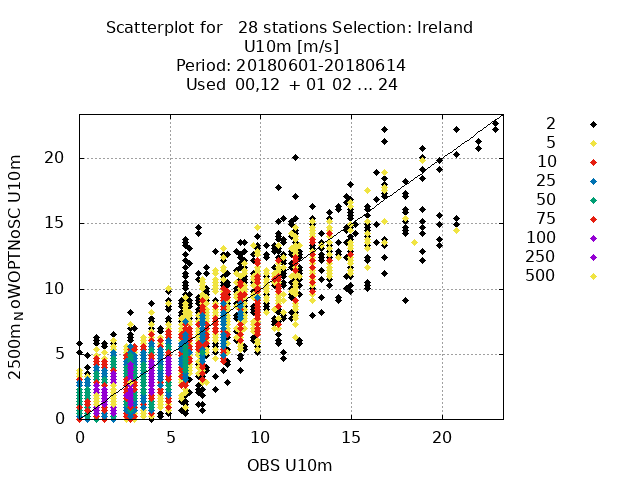 Scatterplot for 28 stations Selection: Ireland
U10m [m/s]
Period: 20180601-20180614
Used 00,12 + 01 02 ... 24
2500m_NoWOPTNoSC U10m
20
15
10
5
0
0 5 10 15 20
OBS U10m
2
5
10
25
50
75
100
250
500